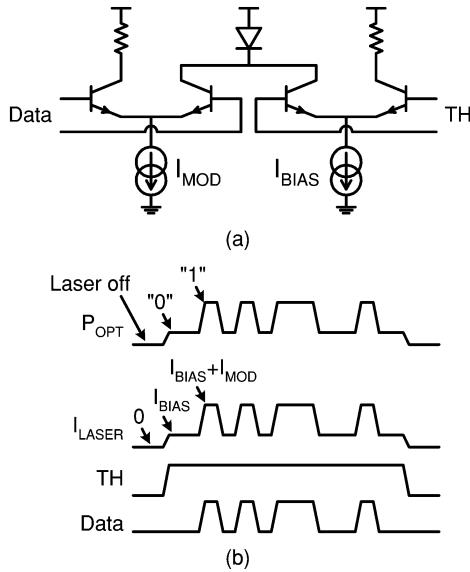 Data
TH
I_MOD
I_BIAS
(a)
Laser off
"0"
"1"
P_OPT
I_BIAS+I_MOD
I_BIAS
0
I_LASER
TH
Data
(b)